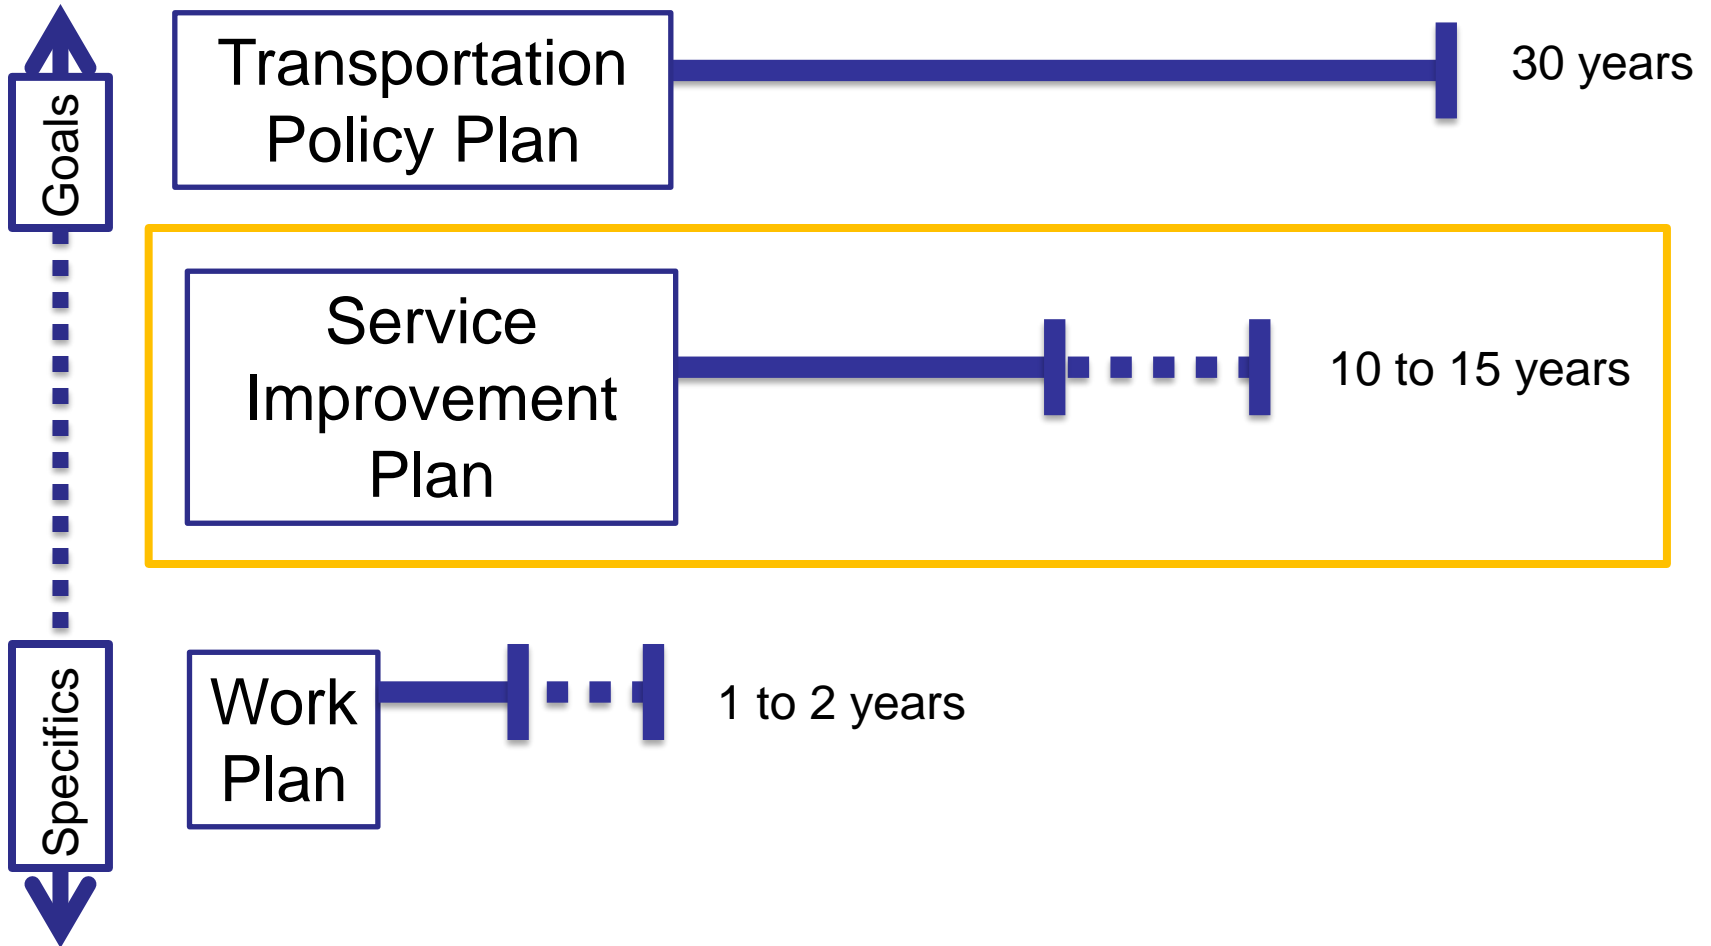 Goals
Transportation
Policy Plan
30 years
Service
Improvement
Plan
10 to 15 years
Specifics
Work
Plan
1 to 2 years